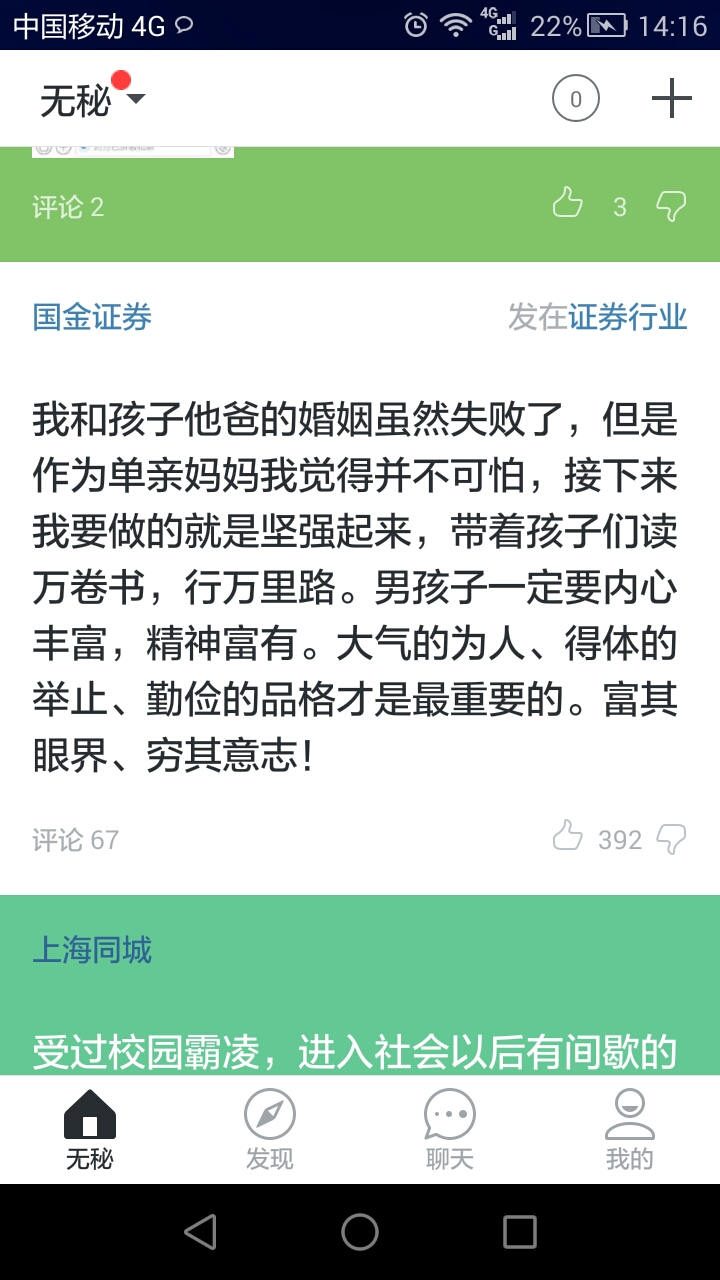 中国移动 4G 4G G 22% 14:16
无秘 0
评论 2 3
国金证券 发在证券行业
我和孩子他爸的婚姻虽然失败了，但是
作为单亲妈妈我觉得并不可怕，接下来
我要做的就是坚强起来，带着孩子们读
万卷书，行万里路。男孩子一定要内心
丰富，精神富有。大气的为人、得体的
举止、勤俭的品格才是最重要的。富其
眼界、穷其意志！
评论 67 392
上海同城
受过校园霸凌，进入社会以后有间歇的
无秘 发现 聊天 我的